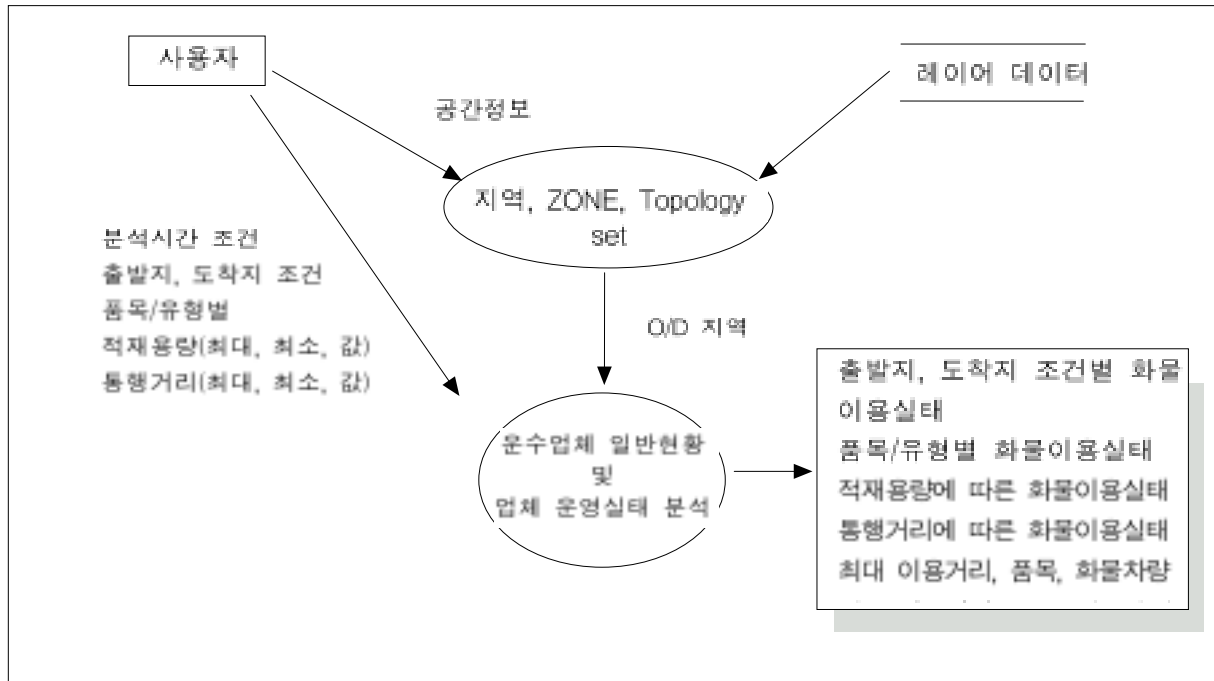 사용자
레이어 데이터
공간정보
지역, ZONE, Topology
set
분석시간 조건
출발지, 도착지 조건
품목/유형별
적재용량(최대, 최소, 값)
통행거리(최대, 최소, 값)
O/D 지역
운수업체 일반현황
및
업체 운영실태 분석
출발지, 도착지 조건별 화물
이용실태
품목/유형별 화물이용실태
적재용량에 따른 화물이용실태
통행거리에 따른 화물이용실태
최대 이용거리, 품목, 화물차량